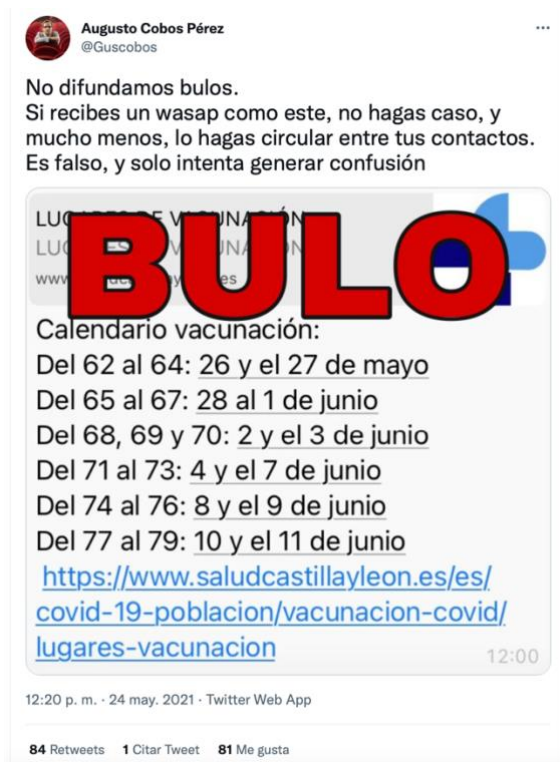 Augusto Cobos Pérez
@Guscobos
No difundamos bulos.
Si recibes un wasap como este, no hagas caso, y
mucho menos, lo hagas circular entre tus contactos.
Es falso, y solo intenta generar confusión
BULO
Calendario vacunación:
Del 62 al 64: 26 y el 27 de mayo
Del 65 al 67: 28 al 1 de junio
Del 68, 69 y 70: 2 y el 3 de junio
Del 71 al 73: 4 y el 7 de junio
Del 74 al 76: 8 y el 9 de junio
Del 77 al 79: 10 y el 11 de junio
https://www.saludcastillayleon.es/es/
covid-19-poblacion/vacunacion-covid/
lugares-vacunacion
12:00
12:20 p. m. · 24 may. 2021 · Twitter Web App
84 Retweets 1 Citar Tweet 81 Me gusta